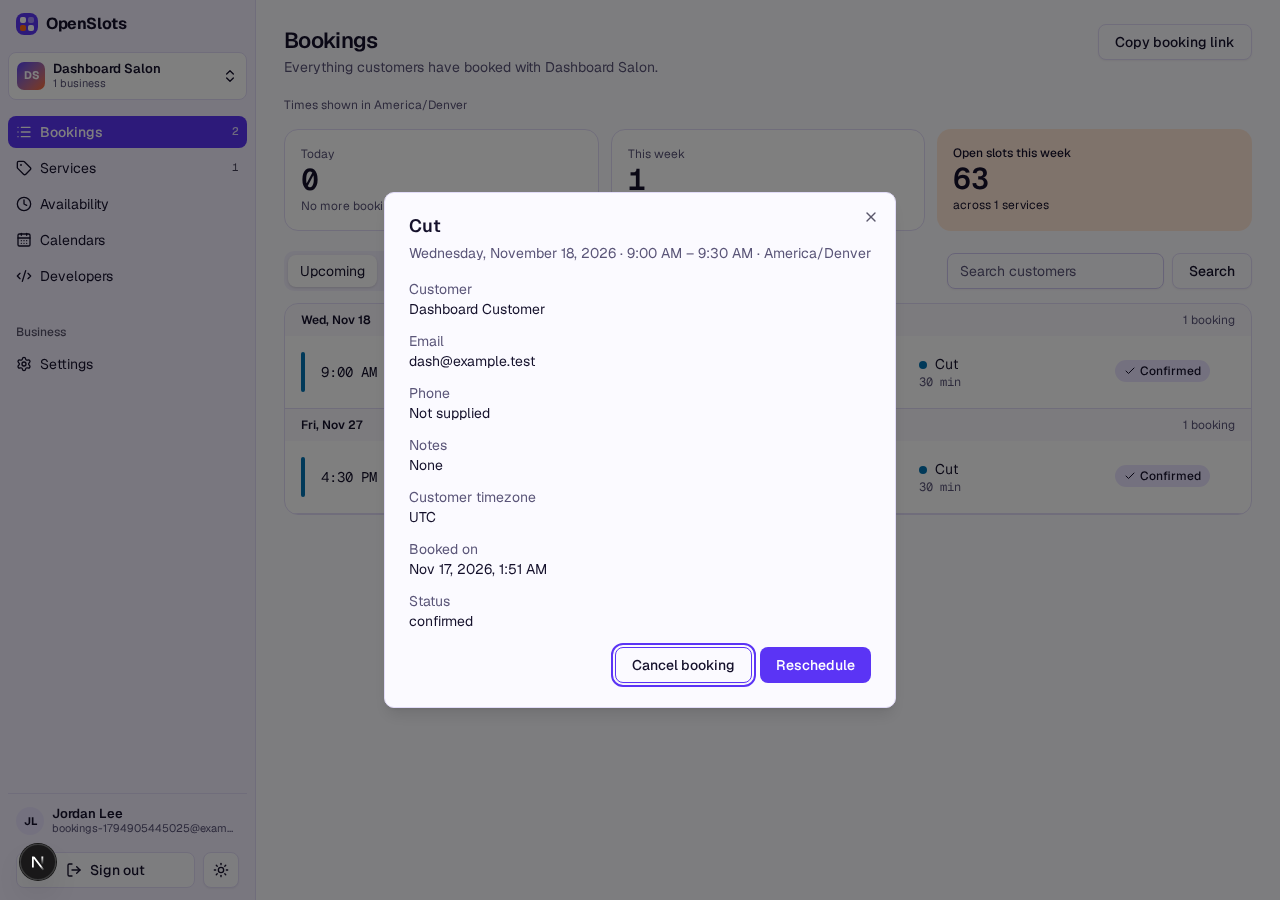 OpenSlots
DS
Dashboard Salon
1 business
Bookings 2
Services 1
Availability
Calendars
Developers
Business
Settings
JL
Jordan Lee
bookings-1794905445025@exam…
N
Sign out
Bookings
Everything customers have booked with Dashboard Salon.
Copy booking link
Times shown in America/Denver
Today
0
No more booki
This week
1
Open slots this week
63
across 1 services
Upcoming
Search customers
Search
Wed, Nov 18 1 booking
9:00 AM Cut Confirmed
30 min
Fri, Nov 27 1 booking
4:30 PM Cut Confirmed
30 min
Cut
Wednesday, November 18, 2026 · 9:00 AM – 9:30 AM · America/Denver
Customer
Dashboard Customer
Email
dash@example.test
Phone
Not supplied
Notes
None
Customer timezone
UTC
Booked on
Nov 17, 2026, 1:51 AM
Status
confirmed
Cancel booking Reschedule